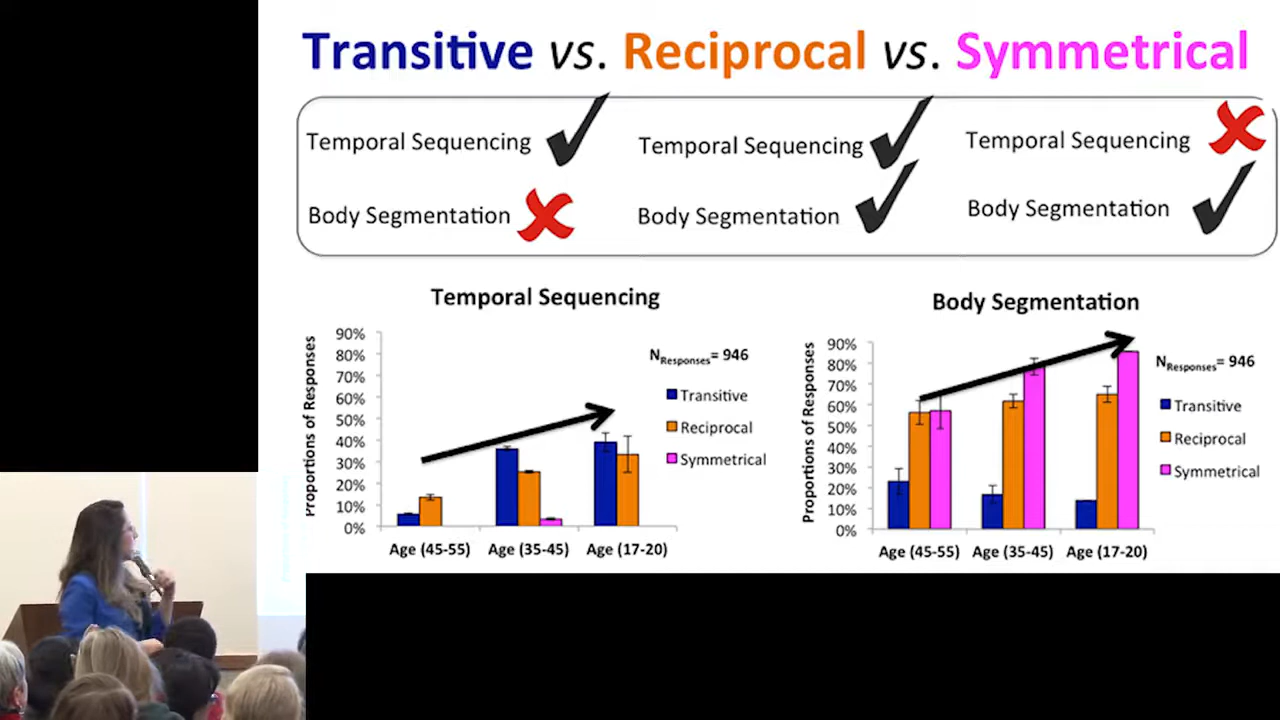 Transitive vs. Reciprocal vs. Symmetrical
Temporal Sequencing
Temporal Sequencing
Temporal Sequencing
Body Segmentation
Body Segmentation
Body Segmentation
Temporal Sequencing
Proportions of Responses
90%
80%
70%
60%
50%
40%
30%
20%
10%
0%
Age (45-55)
Age (35-45)
Age (17-20)
NResponses= 946
Transitive
Reciprocal
Symmetrical
Body Segmentation
Proportions of Responses
90%
80%
70%
60%
50%
40%
30%
20%
10%
0%
Age (45-55)
Age (35-45)
Age (17-20)
NResponses= 946
Transitive
Reciprocal
Symmetrical